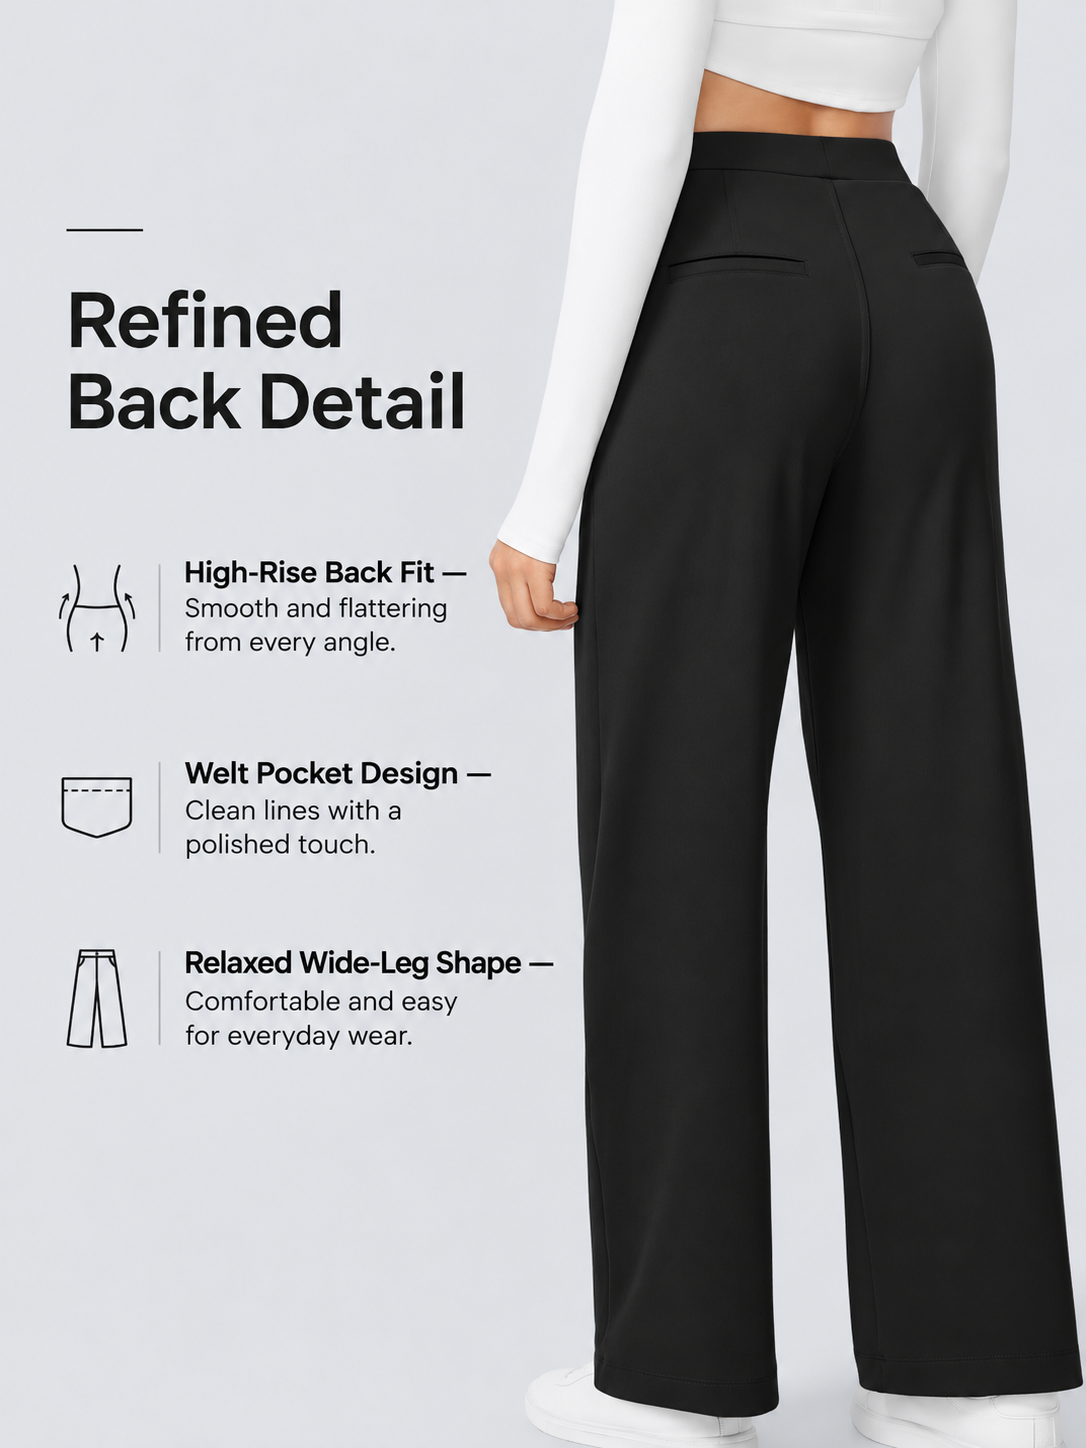 Refined
Back Detail
High-Rise Back Fit —
Smooth and flattering
from every angle.
Welt Pocket Design —
Clean lines with a
polished touch.
Relaxed Wide-Leg Shape —
Comfortable and easy
for everyday wear.